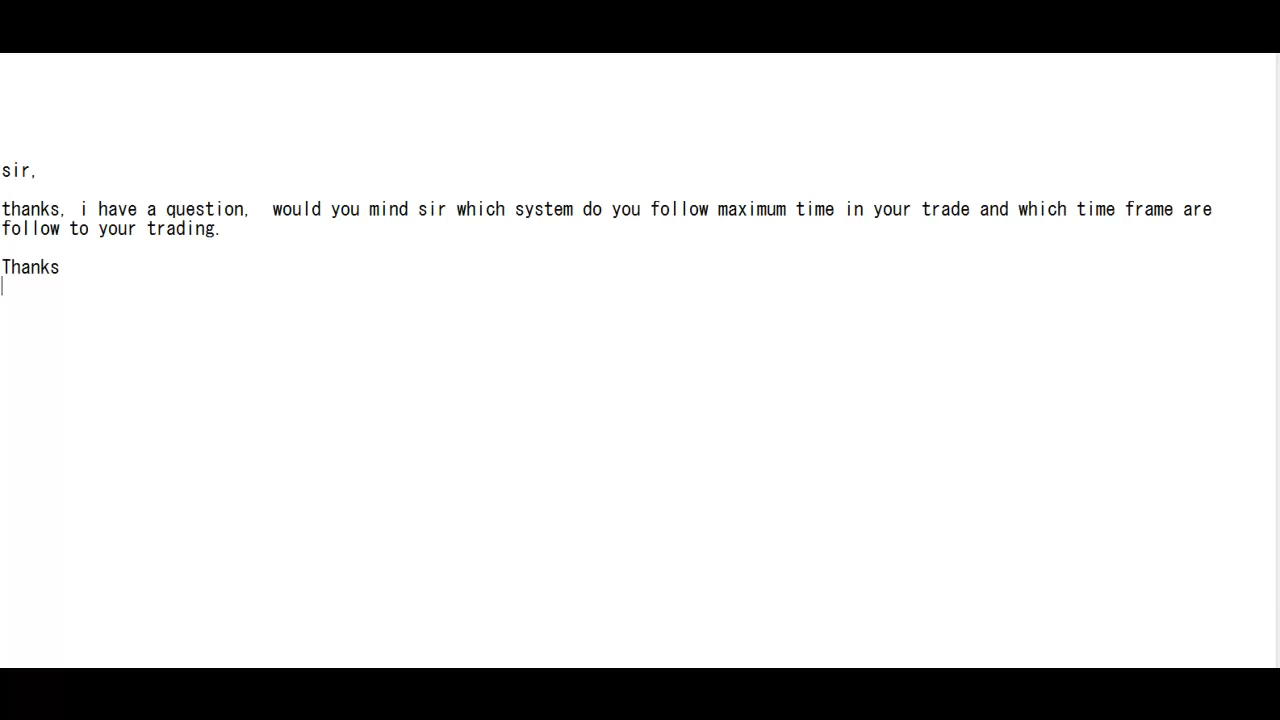 sir,
thanks, i have a question,  would you mind sir which system do you follow maximum time in your trade and which time frame are
follow to your trading.
Thanks